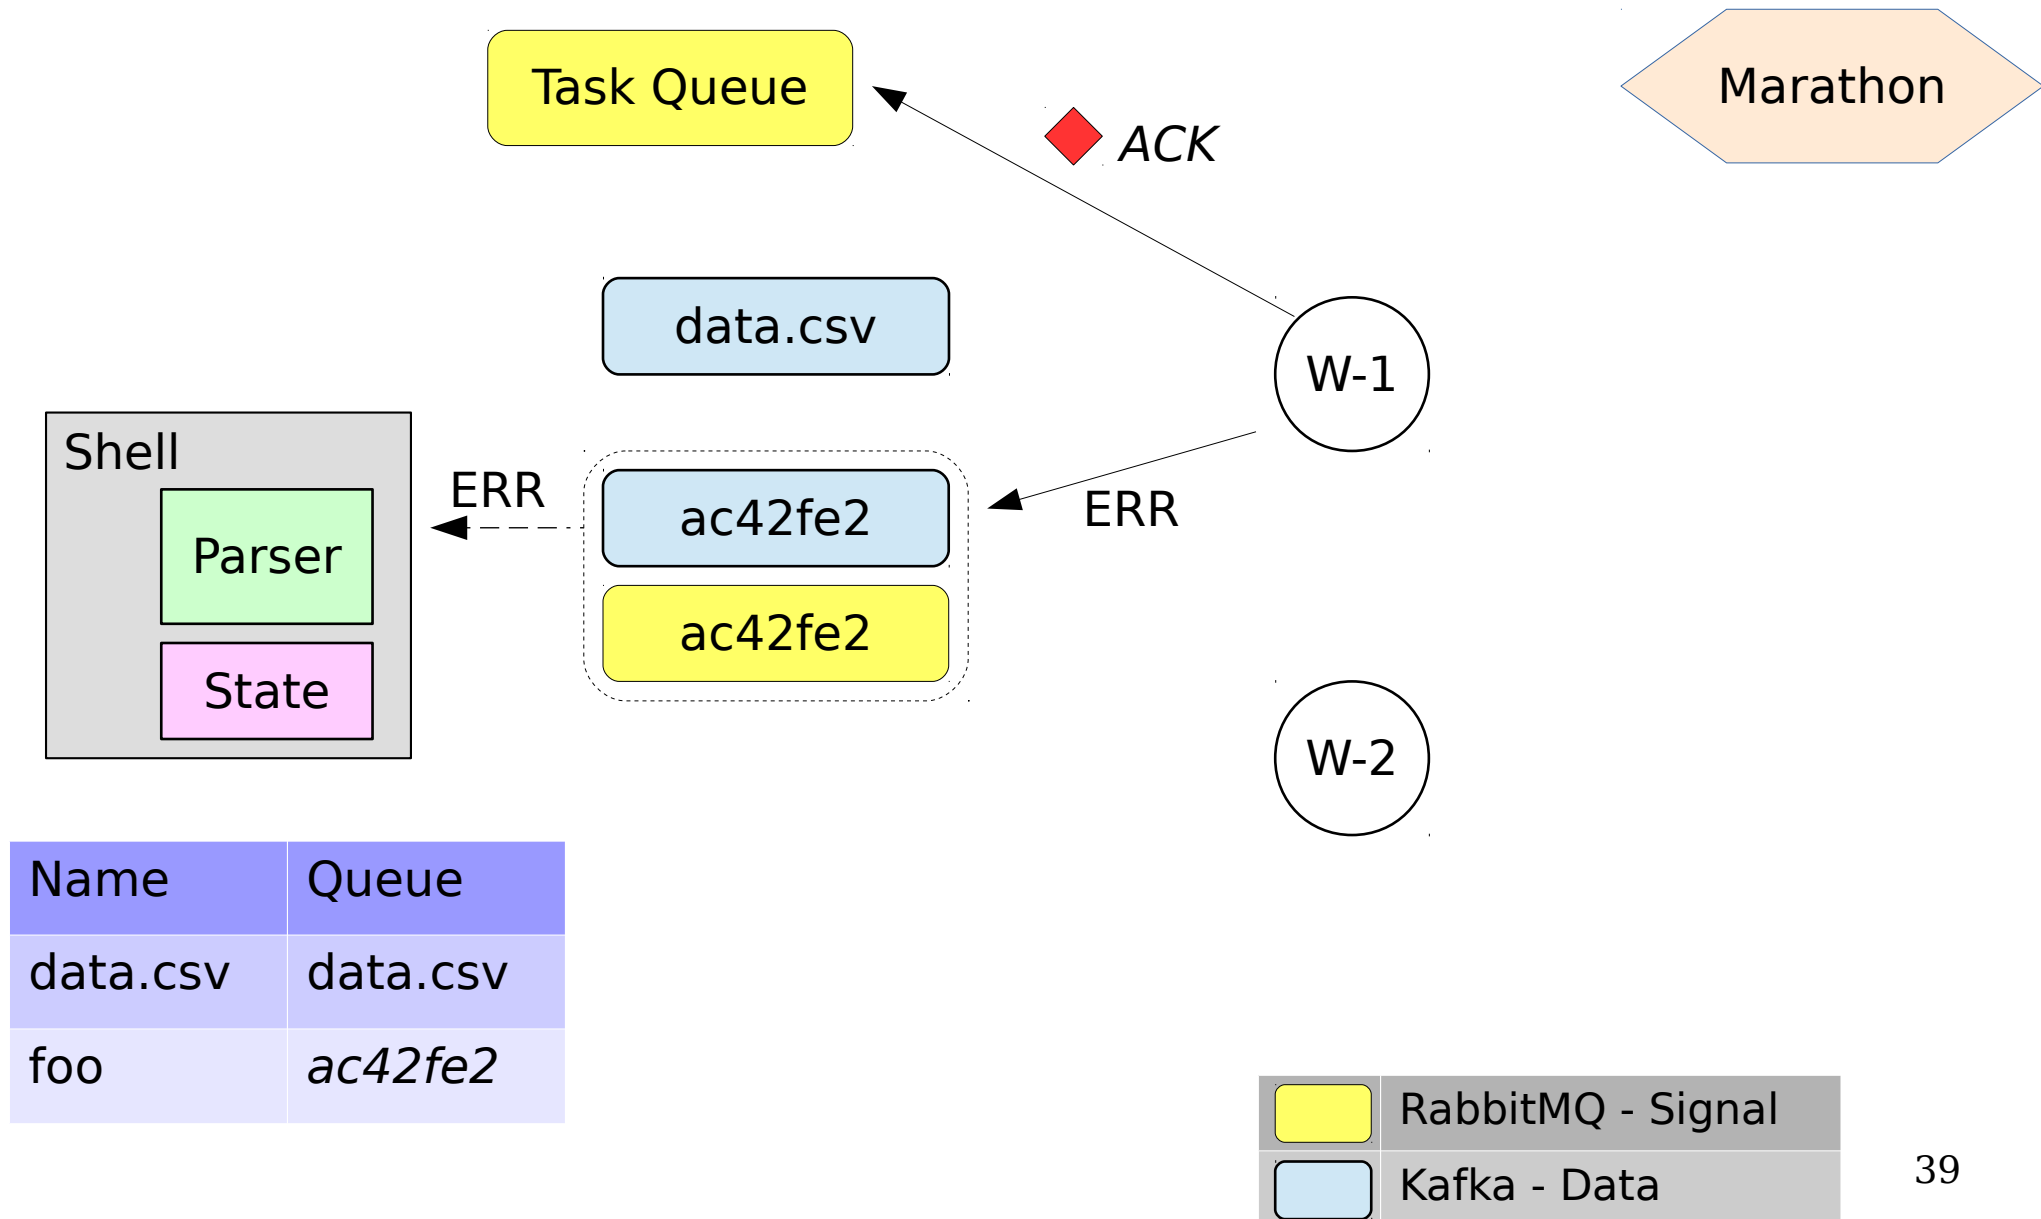 Task Queue
Marathon
ACK
data.csv
W-1
Shell
ERR
ac42fe2
ERR
Parser
ac42fe2
State
W-2
Name Queue
data.csv data.csv
foo ac42fe2
RabbitMQ - Signal
Kafka - Data
39